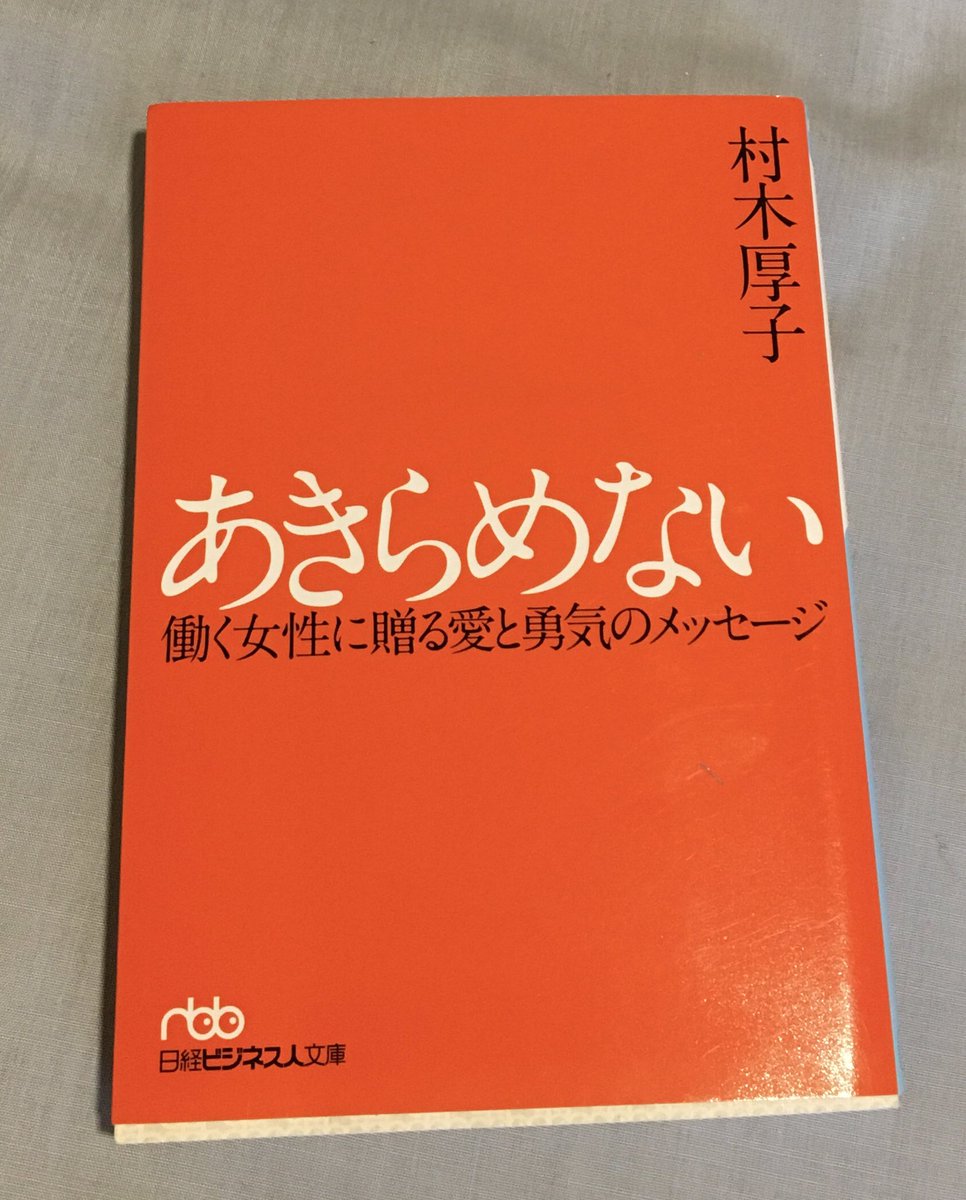 村木厚子
あきらめない
働く女性に贈る愛と勇気のメッセージ
nbb
日経ビジネス人文庫